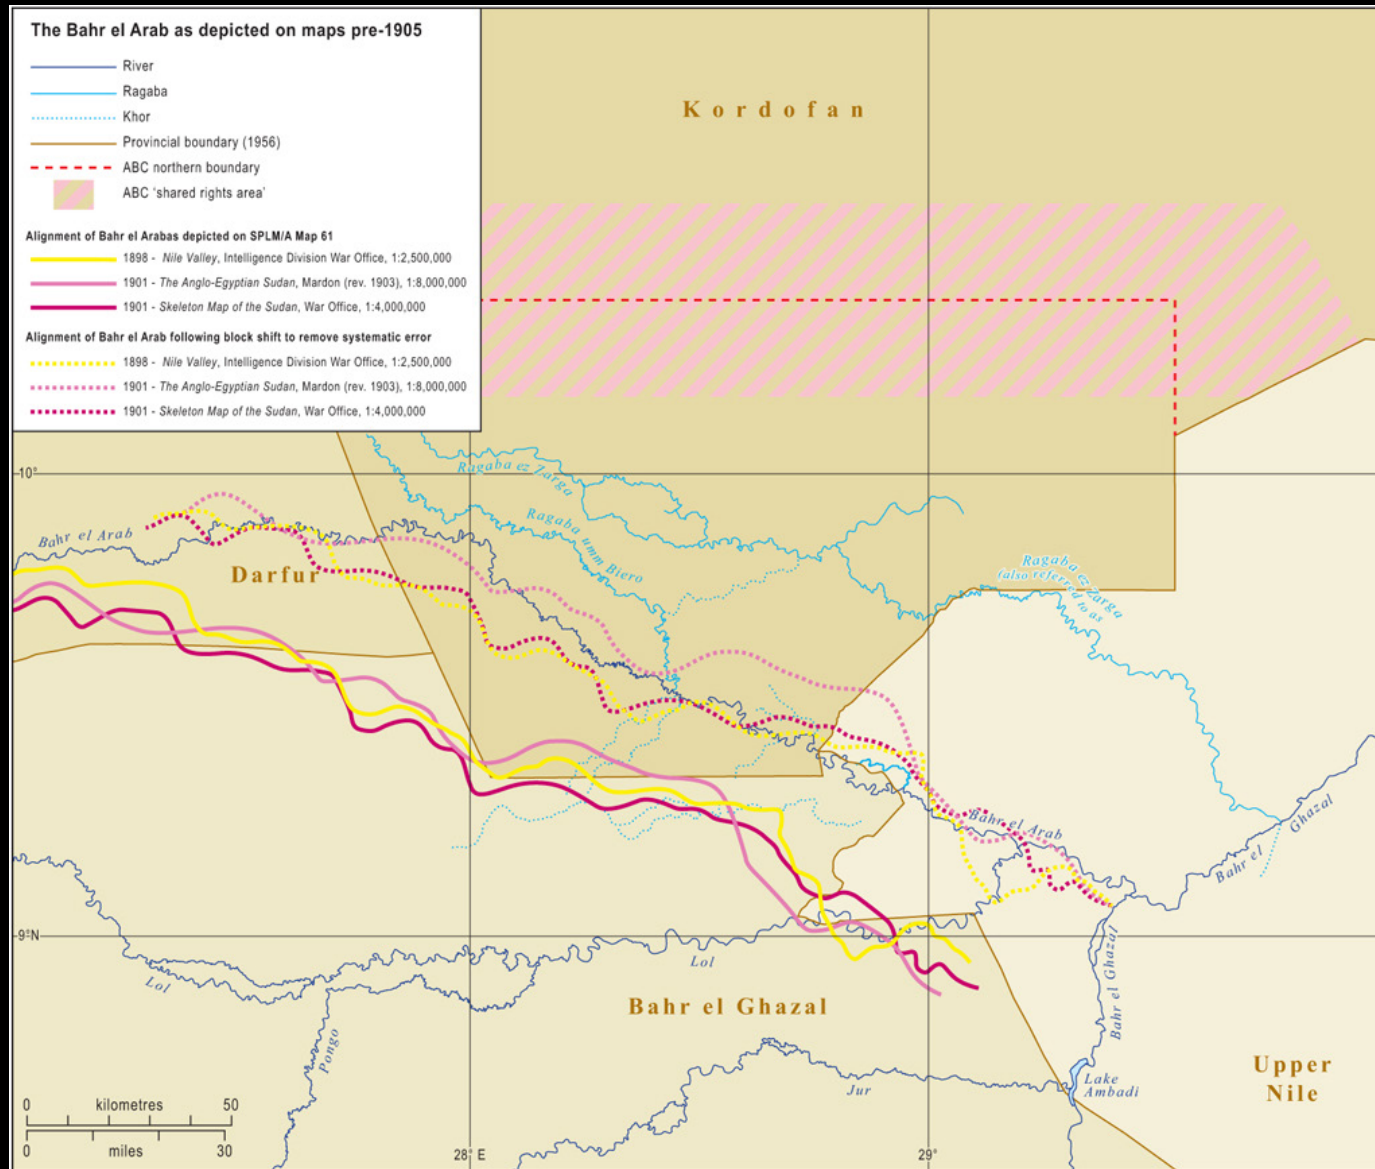 The Bahr el Arab as depicted on maps pre-1905
River
Ragaba
Khor
Provincial boundary (1956)
ABC northern boundary
ABC 'shared rights area'
Alignment of Bahr el Arabas depicted on SPLM/A Map 61
1898 - Nile Valley, Intelligence Division War Office, 1:2,500,000
1901 - The Anglo-Egyptian Sudan, Mardon (rev. 1903), 1:8,000,000
1901 - Skeleton Map of the Sudan, War Office, 1:4,000,000
Alignment of Bahr el Arab following block shift to remove systematic error
1898 - Nile Valley, Intelligence Division War Office, 1:2,500,000
1901 - The Anglo-Egyptian Sudan, Mardon (rev. 1903), 1:8,000,000
1901 - Skeleton Map of the Sudan, War Office, 1:4,000,000
Kordofan
10°
Ragaba ez Zarga
Ragaba umm Biero
Bahr el Arab
Darfur
Ragaba ez Zarga
(also referred to as
Bahr el Arab
Bahr el Ghazal
9°N
Lol
Lol
Bahr el Ghazal
Bahr el Ghazal
Pongo
Jur
Lake
Ambadi
Upper
Nile
0 kilometres 50
0 miles 30
28° E
29°